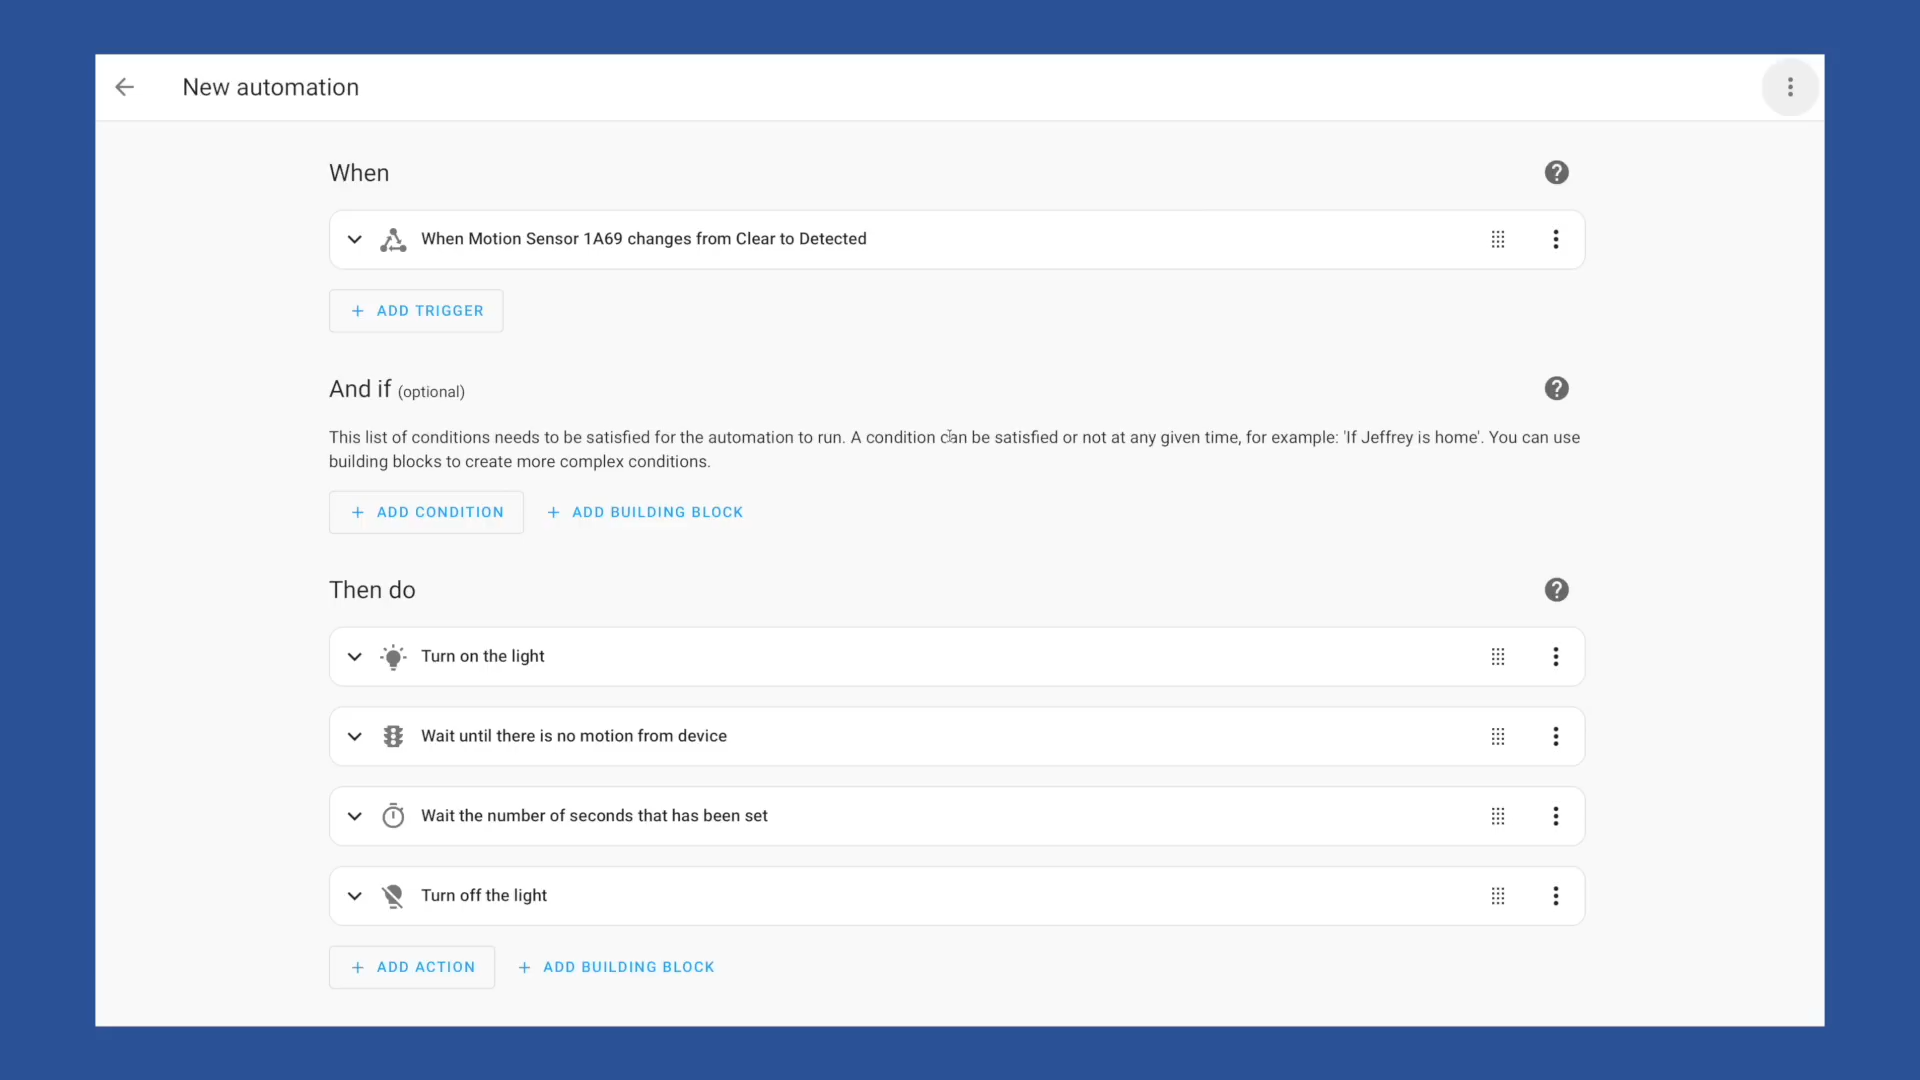 New automation
When
When Motion Sensor 1A69 changes from Clear to Detected
+ ADD TRIGGER
And if (optional)
This list of conditions needs to be satisfied for the automation to run. A condition can be satisfied or not at any given time, for example: 'If Jeffrey is home'. You can use
building blocks to create more complex conditions.
+ ADD CONDITION + ADD BUILDING BLOCK
Then do
Turn on the light
Wait until there is no motion from device
Wait the number of seconds that has been set
Turn off the light
+ ADD ACTION + ADD BUILDING BLOCK